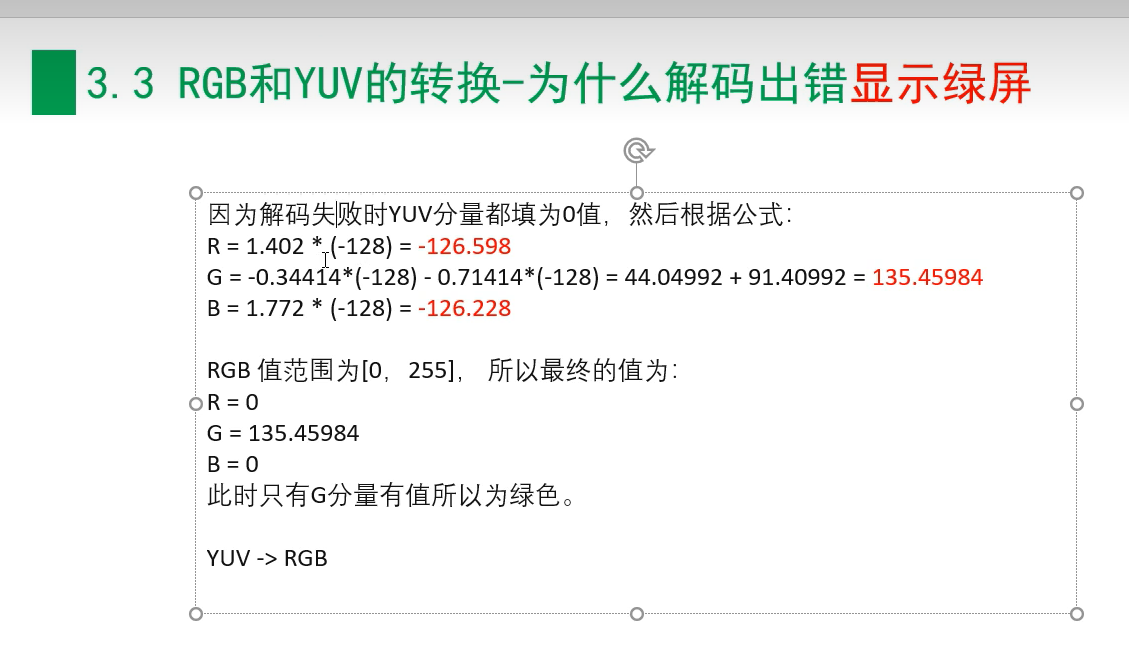 3.3 RGB和YUV的转换-为什么解码出错显示绿屏
因为解码失败时YUV分量都填为0值，然后根据公式：
R = 1.402 * (-128) = -126.598
G = -0.34414*(-128) - 0.71414*(-128) = 44.04992 + 91.40992 = 135.45984
B = 1.772 * (-128) = -126.228
RGB 值范围为[0，255]， 所以最终的值为：
R = 0
G = 135.45984
B = 0
此时只有G分量有值所以为绿色。
YUV -> RGB